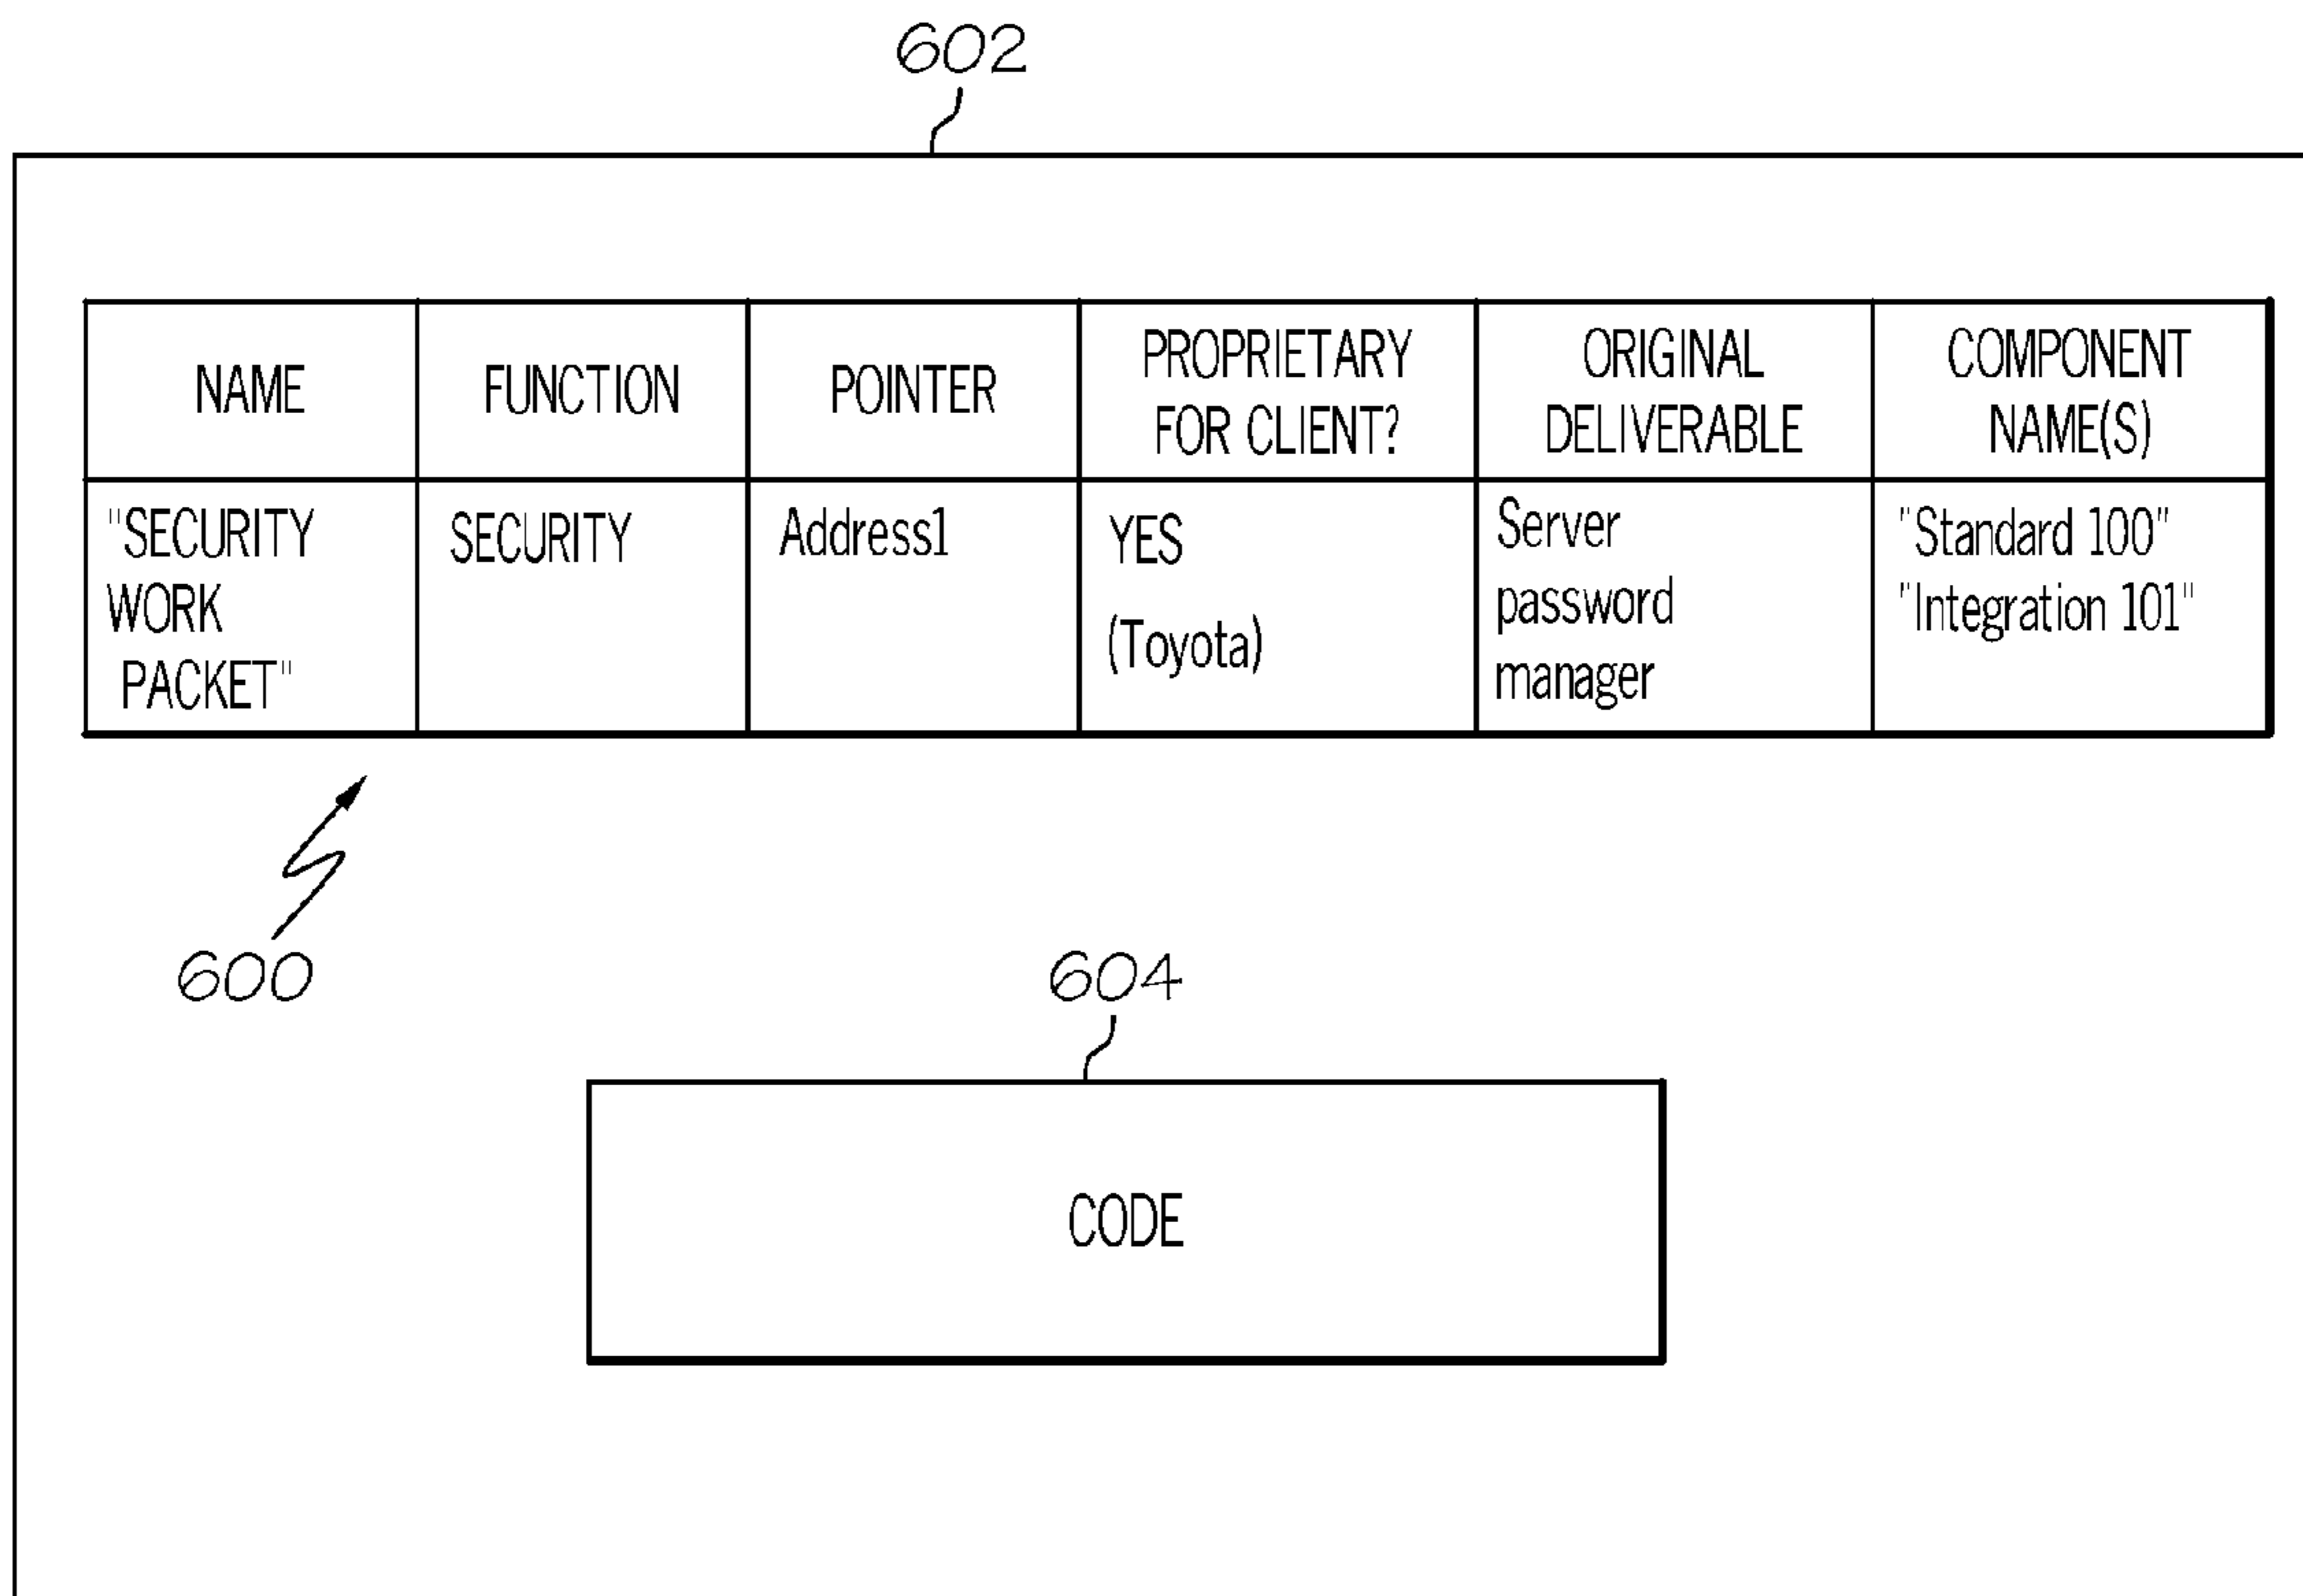 602
NAME
FUNCTION
POINTER
PROPRIETARY
FOR CLIENT?
ORIGINAL
DELIVERABLE
COMPONENT
NAME(S)
"SECURITY
WORK
PACKET"
SECURITY
Address1
YES
(Toyota)
Server
password
manager
"Standard 100"
"Integration 101"
600
604
CODE